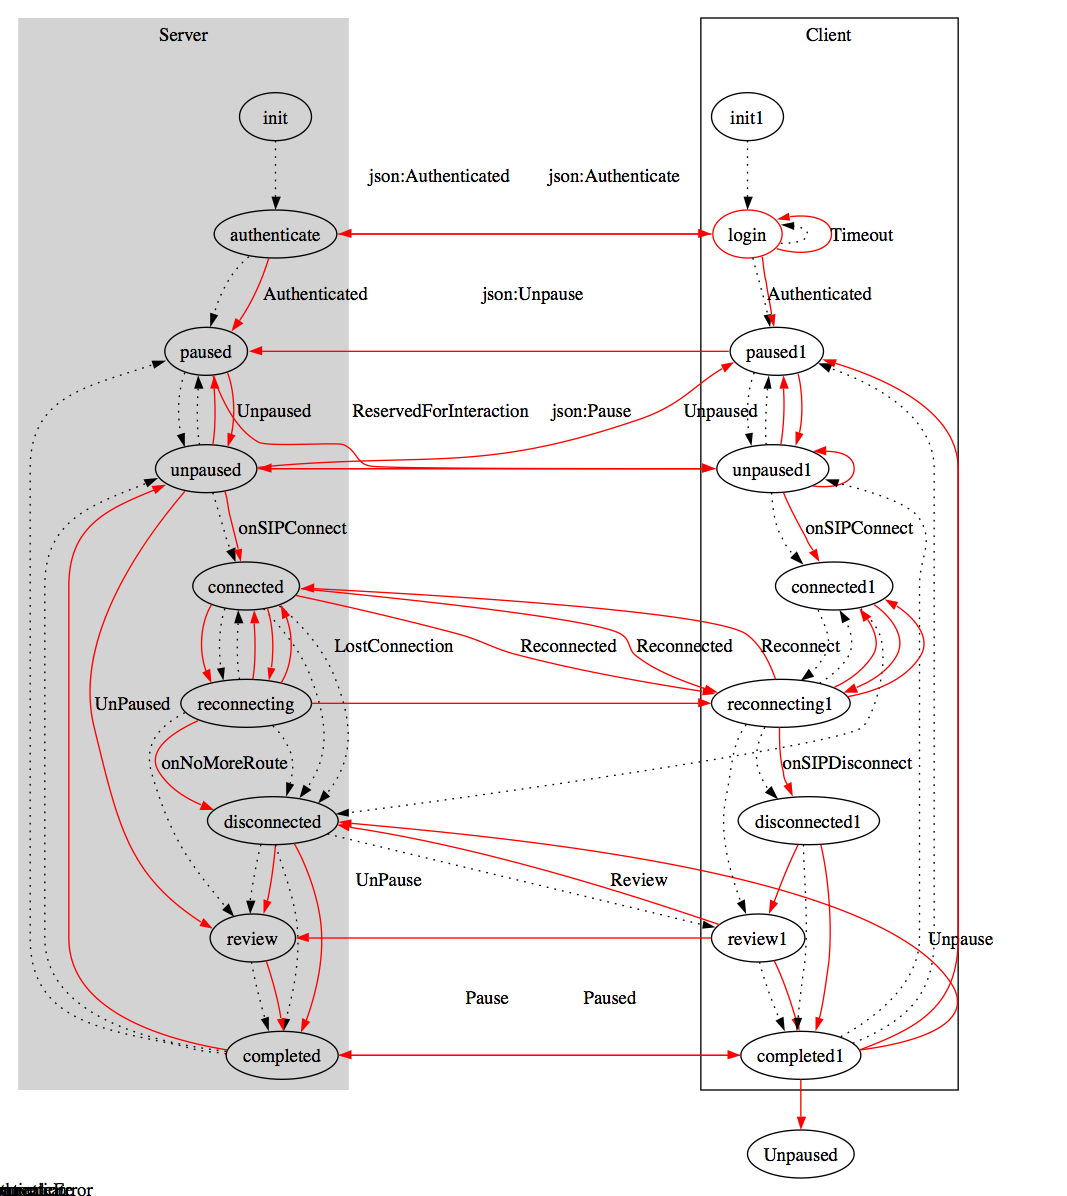 Server
Client
init
init1
json:Authenticated
json:Authenticate
authenticate
login
Timeout
Authenticated
json:Unpause
Authenticated
paused
paused1
Unpaused
ReservedForInteraction
json:Pause
Unpaused
unpaused
unpaused1
onSIPConnect
onSIPConnect
connected
connected1
LostConnection
Reconnected
Reconnected
Reconnect
UnPaused
reconnecting
reconnecting1
onNoMoreRoute
onSIPDisconnect
disconnected
disconnected1
UnPause
Review
review
review1
Unpause
Pause
Paused
completed
completed1
Unpaused